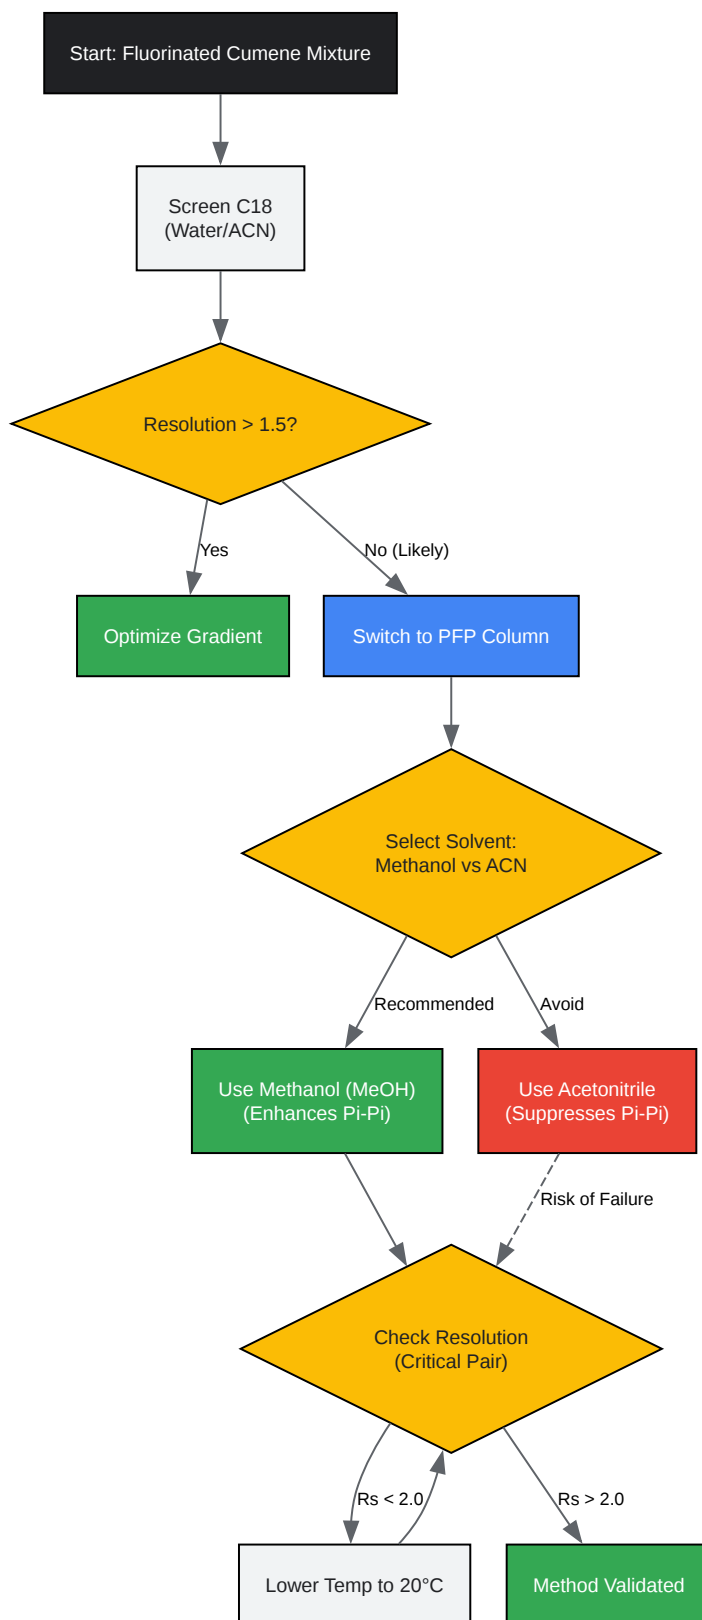 Start: Fluorinated Cumene Mixture
Screen C18
(Water/ACN)
Resolution > 1.5?
Yes
No (Likely)
Optimize Gradient
Switch to PFP Column
Select Solvent:
Methanol vs ACN
Recommended
Avoid
Use Methanol (MeOH)
(Enhances Pi-Pi)
Use Acetonitrile
(Suppresses Pi-Pi)
Risk of Failure
Check Resolution
(Critical Pair)
Rs < 2.0
Rs > 2.0
Lower Temp to 20°C
Method Validated